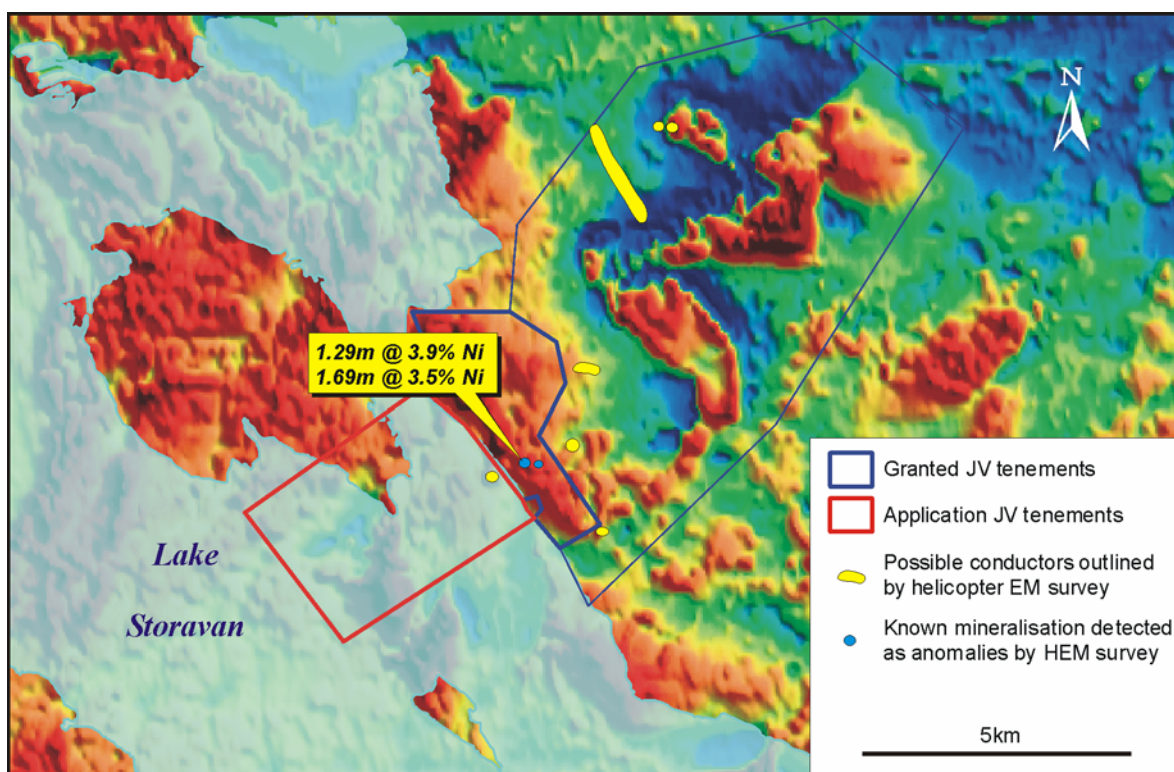 N
1.29m @ 3.9% Ni
1.69m @ 3.5% Ni
Lake
Storavan
Granted JV tenements
Application JV tenements
Possible conductors outlined
by helicopter EM survey
Known mineralisation detected
as anomalies by HEM survey
5km